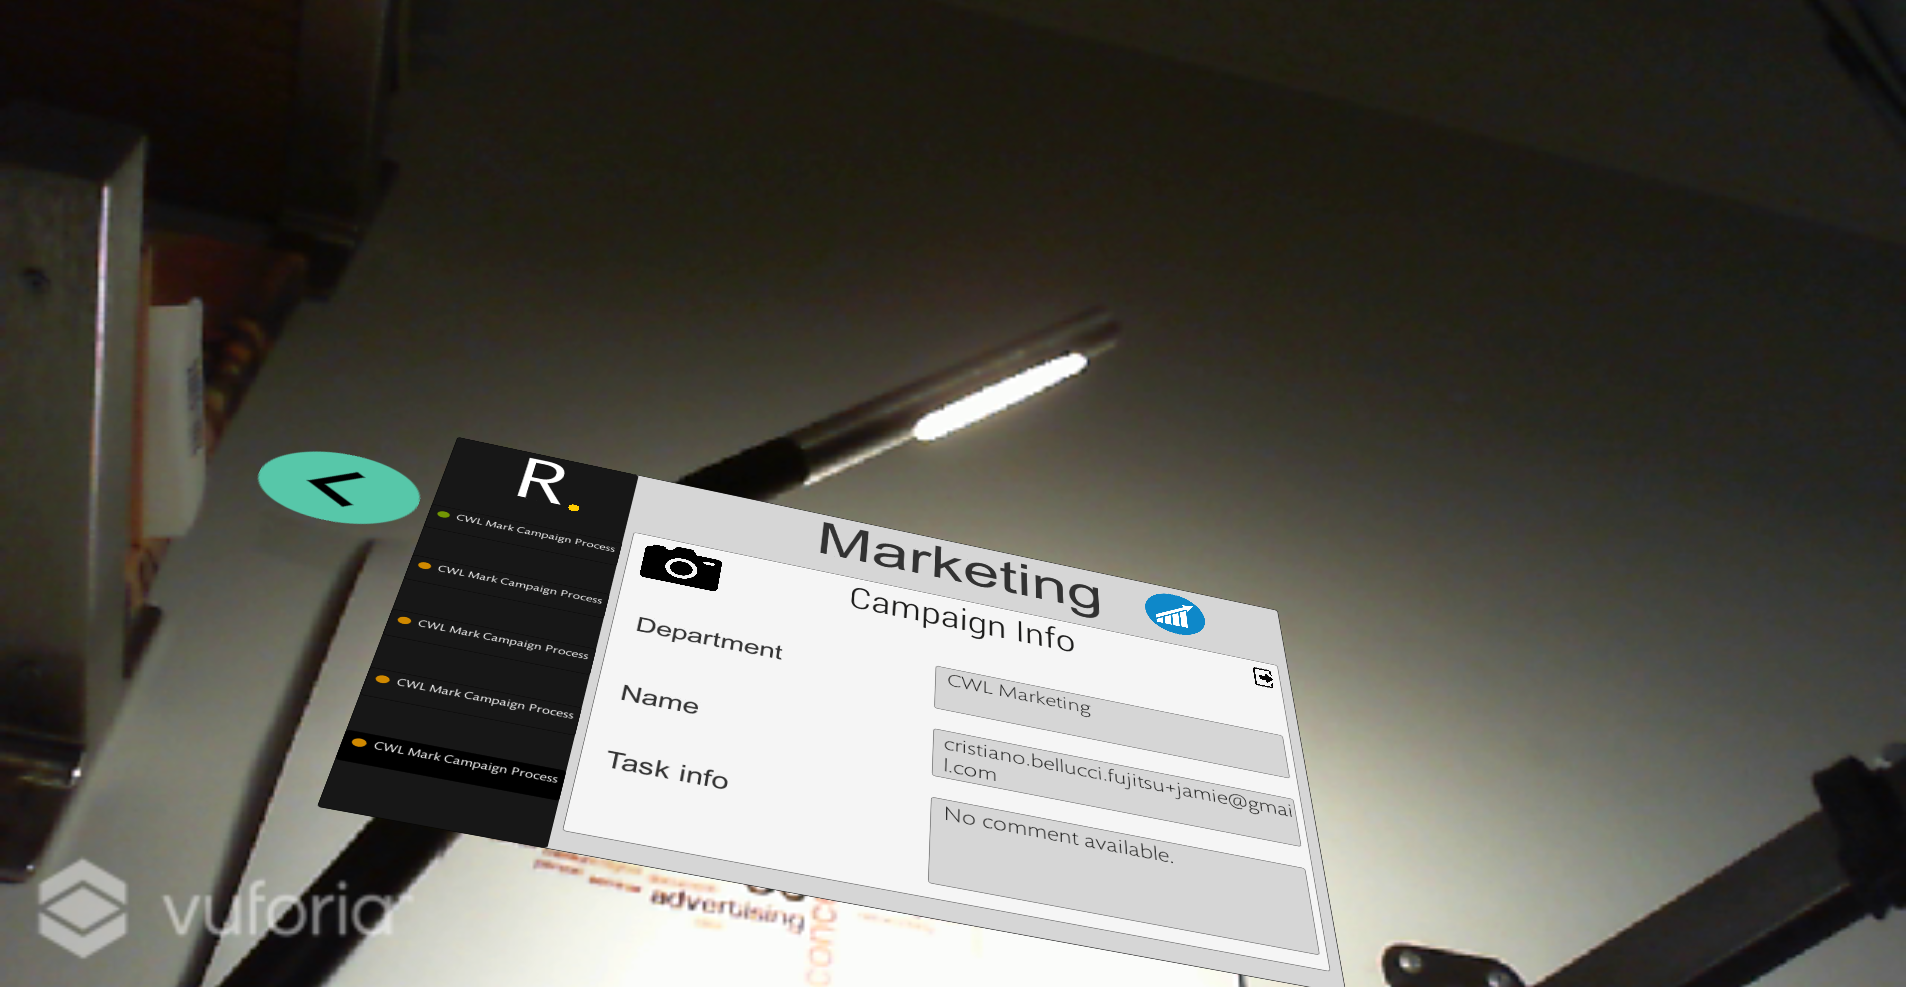 R.
CWL Mark Campaign Process
CWL Mark Campaign Process
CWL Mark Campaign Process
CWL Mark Campaign Process
CWL Mark Campaign Process
Marketing
Campaign Info
Department
CWL Marketing
Name
cristiano.bellucci.fujitsu+jamie@gmai
l.com
Task info
No comment available.
advertising
vuforia